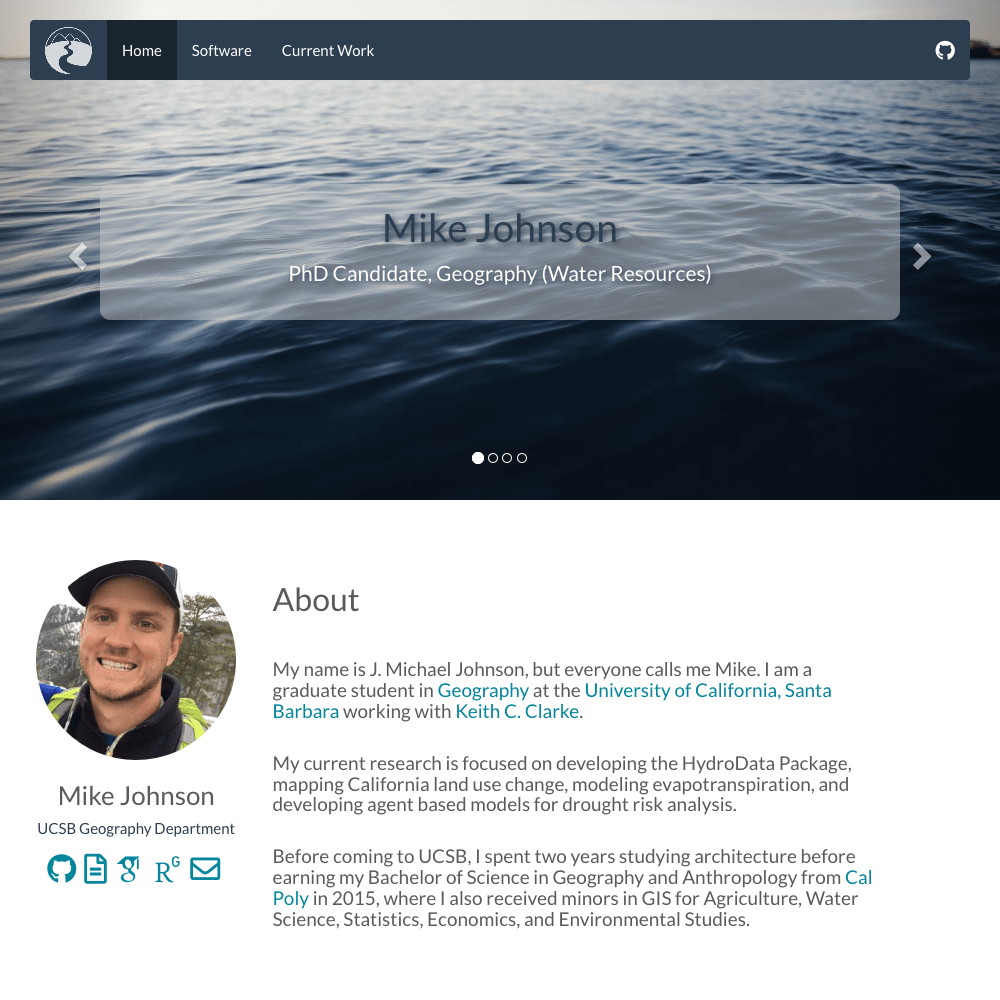 Home Software Current Work
Mike Johnson
PhD Candidate, Geography (Water Resources)
About
My name is J. Michael Johnson, but everyone calls me Mike. I am a
graduate student in Geography at the University of California, Santa
Barbara working with Keith C. Clarke.
My current research is focused on developing the HydroData Package,
mapping California land use change, modeling evapotranspiration, and
developing agent based models for drought risk analysis.
Before coming to UCSB, I spent two years studying architecture before
earning my Bachelor of Science in Geography and Anthropology from Cal
Poly in 2015, where I also received minors in GIS for Agriculture, Water
Science, Statistics, Economics, and Environmental Studies.
Mike Johnson
UCSB Geography Department